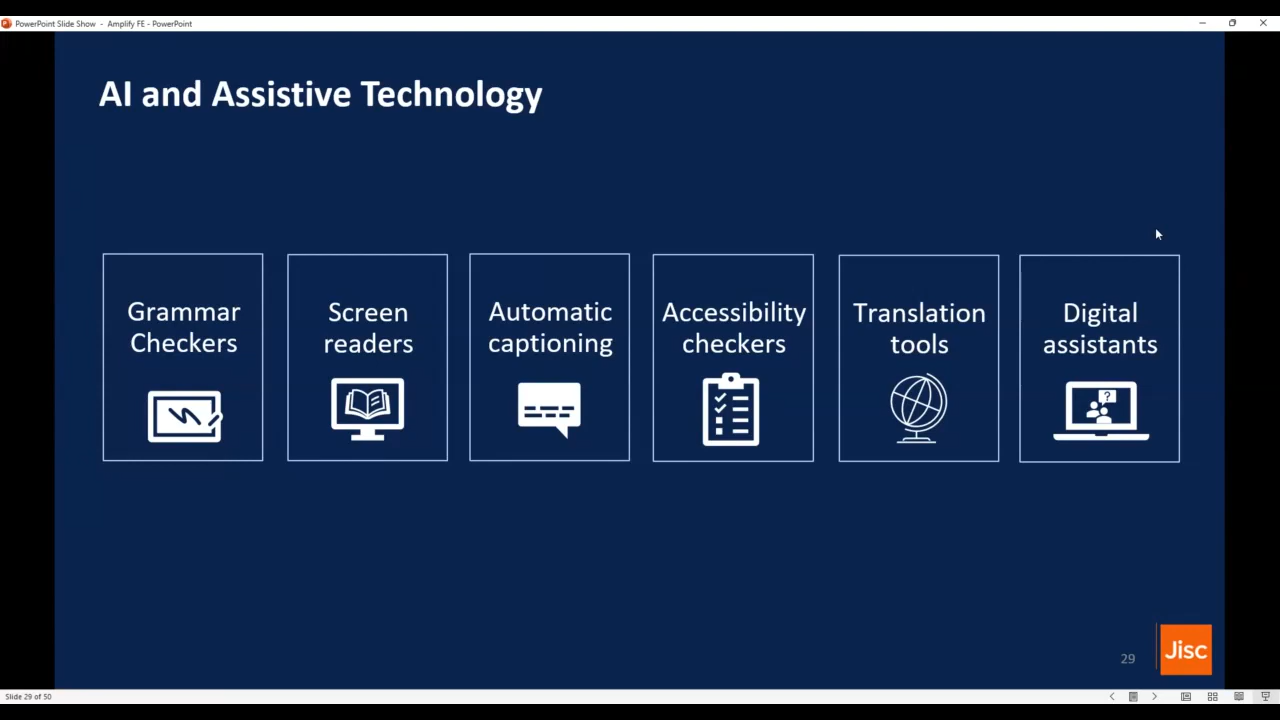 PowerPoint Slide Show - Amplify FE - PowerPoint
AI and Assistive Technology
Grammar
Checkers
Screen
readers
Automatic
captioning
Accessibility
checkers
Translation
tools
Digital
assistants
?
29
Jisc
Slide 29 of 50